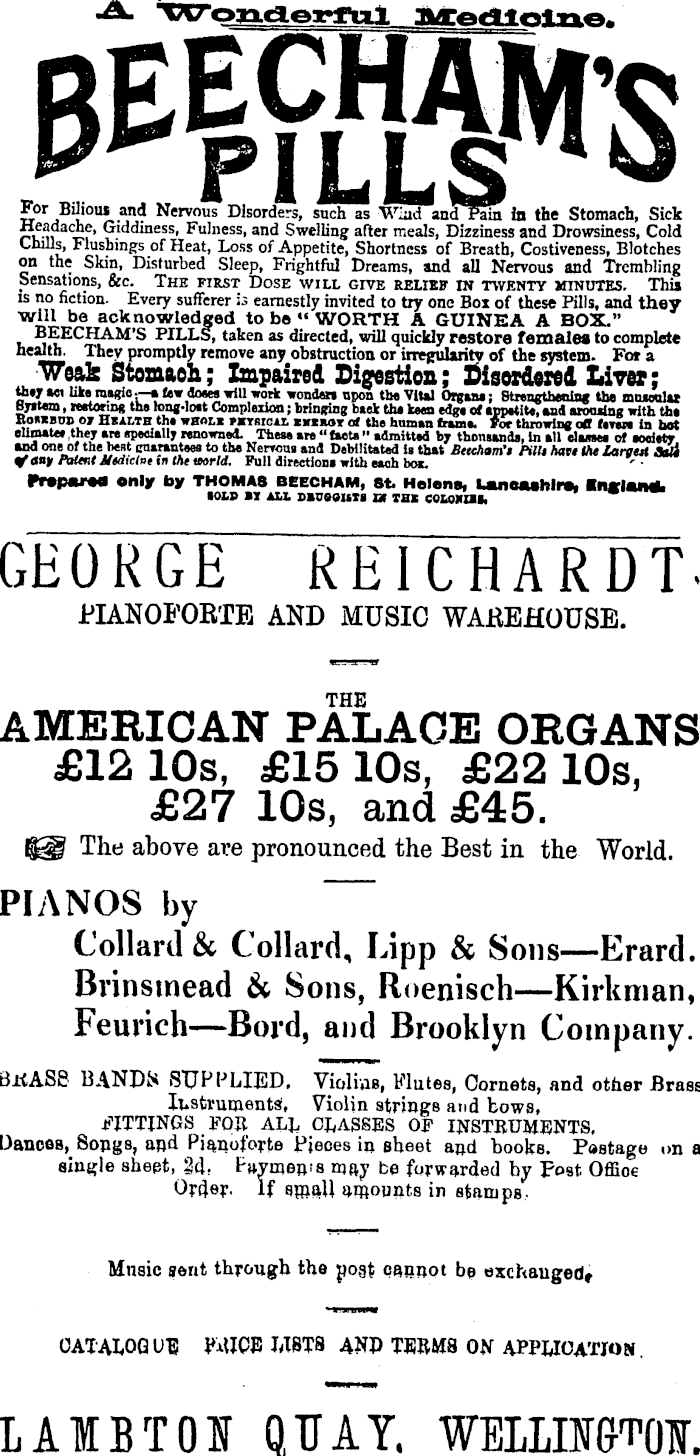 A Wonderful Medicine.
BEECHAM'S
PILLS
For Bilious and Nervous Disorders, such as Wind and Pain in the Stomach, Sick
Headache, Giddiness, Fulness, and Swelling after meals, Dizziness and Drowsiness, Cold
Chills, Flushings of Heat, Loss of Appetite, Shortness of Breath, Costiveness, Blotches
on the Skin, Disturbed Sleep, Frightful Dreams, and all Nervous and Trembling
Sensations, &c. THE FIRST DOSE WILL GIVE RELIEF IN TWENTY MINUTES. This
is no fiction. Every sufferer is earnestly invited to try one Box of these Pills, and they
will be acknowledged to be "WORTH A GUINEA A BOX."
BEECHAM'S PILLS, taken as directed, will quickly restore females to complete
health. They promptly remove any obstruction or irregularity of the system. For a
Weak Stomach; Impaired Digestion; Disordered Liver;
they act like magic:—a few doses will work wonders upon the Vital Organs; Strengthening the muscular
System, restoring the long-lost Complexion; bringing back the keen edge of appetite, and arousing with the
ROSEBUD OF HEALTH the WHOLE PHYSICAL ENERGY of the human frame. For throwing off fevers in hot
climates they are specially renowned. These are "facts" admitted by thousands, in all classes of society,
and one of the best guarantees to the Nervous and Debilitated is that Beecham's Pills have the Largest Sale
of any Patent Medicine in the world. Full directions with each box.
Prepared only by THOMAS BEECHAM, St. Helens, Lancashire, England.
SOLD BY ALL DRUGGISTS IN THE COLONIES.
GEORGE REICHARDT.
PIANOFORTE AND MUSIC WAREHOUSE.
THE
AMERICAN PALACE ORGANS
£12 10s, £15 10s, £22 10s,
£27 10s, and £45.
The above are pronounced the Best in the World.
PIANOS by
Collard & Collard, Lipp & Sons—Erard.
Brinsmead & Sons, Roenisch—Kirkman,
Feurich—Bord, and Brooklyn Company.
BRASS BANDS SUPPLIED. Violins, Flutes, Cornets, and other Brass
Instruments, Violin strings and bows,
FITTINGS FOR ALL CLASSES OF INSTRUMENTS.
Dances, Songs, and Pianoforte Pieces in sheet and books. Postage on a
single sheet, 2d. Payments may be forwarded by Post Office
Order. If small amounts in stamps.
Music sent through the post cannot be exchanged,
CATALOGUE PRICE LISTS AND TERMS ON APPLICATION.
LAMBTON QUAY, WELLINGTON.